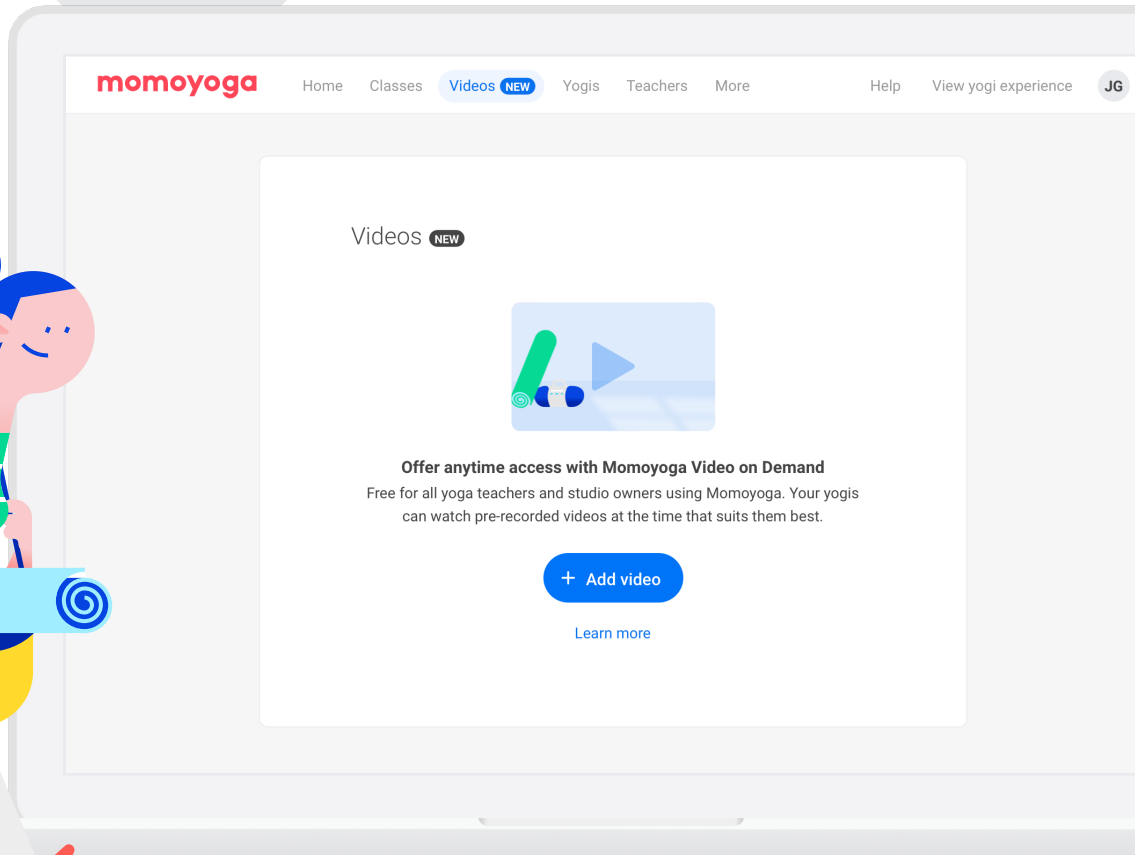 momoyoga Home Classes Videos NEW Yogis Teachers More Help View yogi experience JG
Videos NEW
Offer anytime access with Momoyoga Video on Demand
Free for all yoga teachers and studio owners using Momoyoga. Your yogis
can watch pre-recorded videos at the time that suits them best.
+ Add video
Learn more